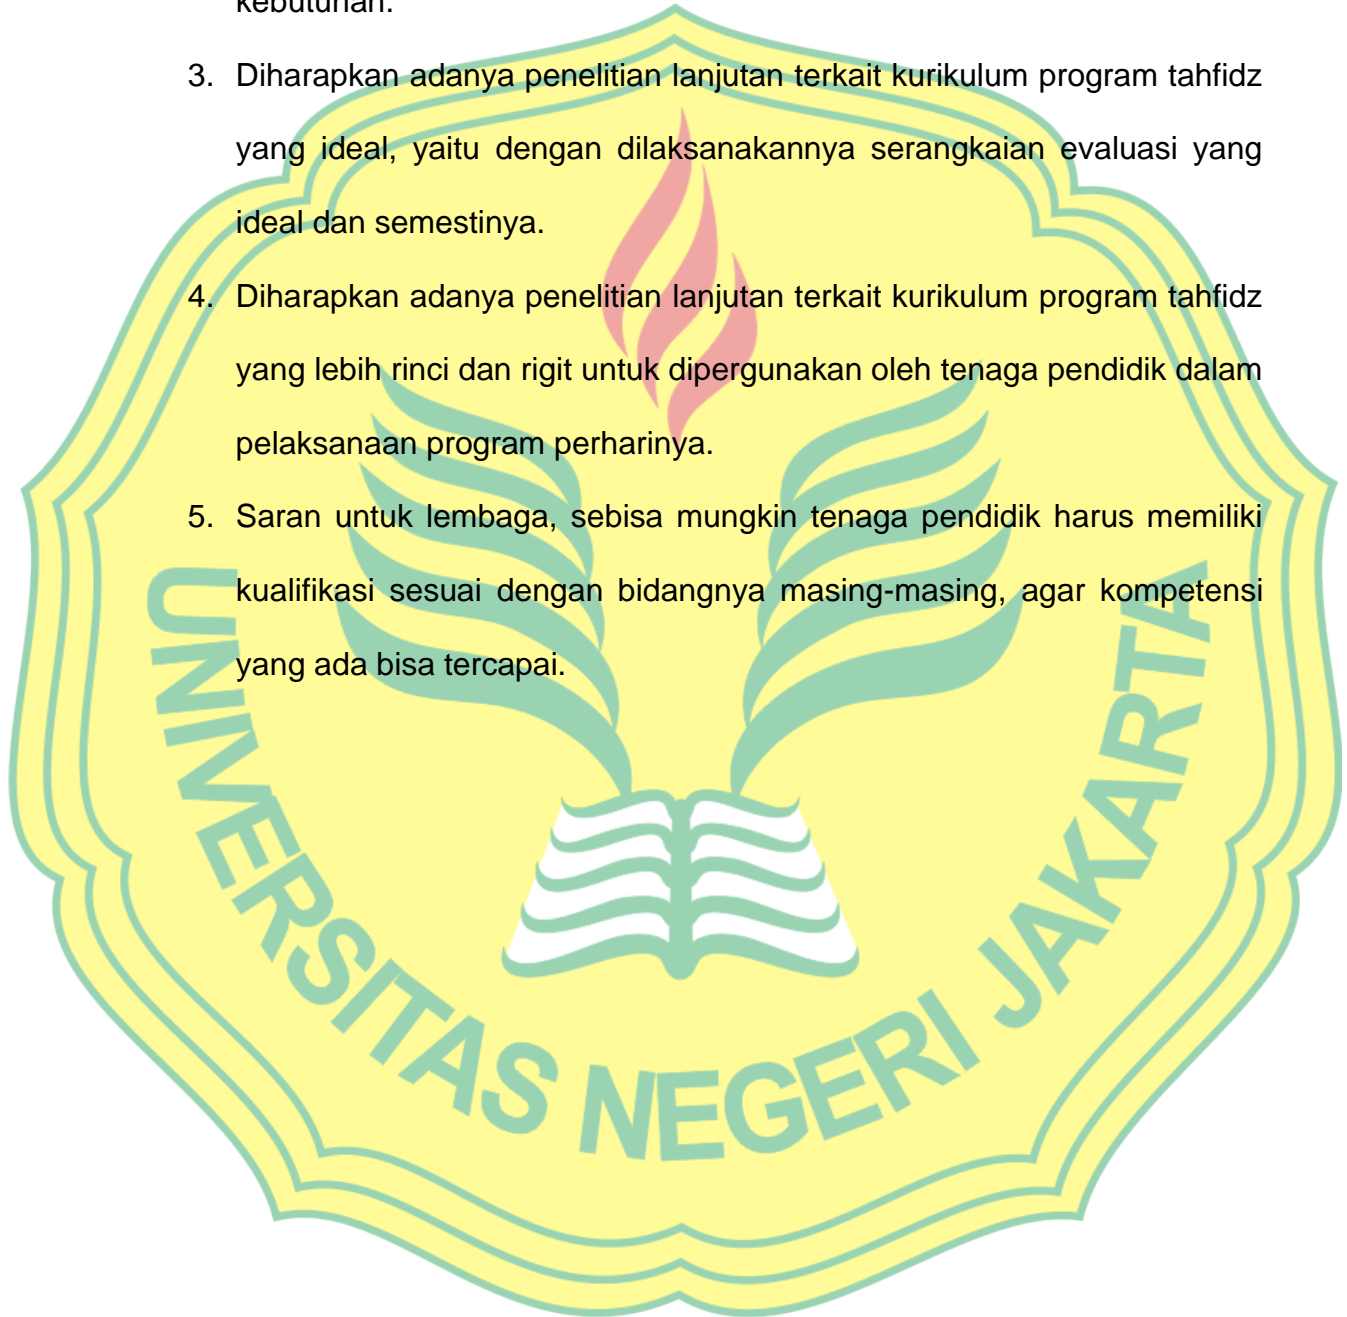 kebutuhan.
3. Diharapkan adanya penelitian lanjutan terkait kurikulum program tahfidz
yang ideal, yaitu dengan dilaksanakannya serangkaian evaluasi yang
ideal dan semestinya.
4. Diharapkan adanya penelitian lanjutan terkait kurikulum program tahfidz
yang lebih rinci dan rigit untuk dipergunakan oleh tenaga pendidik dalam
pelaksanaan program perharinya.
5. Saran untuk lembaga, sebisa mungkin tenaga pendidik harus memiliki
kualifikasi sesuai dengan bidangnya masing-masing, agar kompetensi
yang ada bisa tercapai.
UNIVERSITAS NEGERI JAKARTA